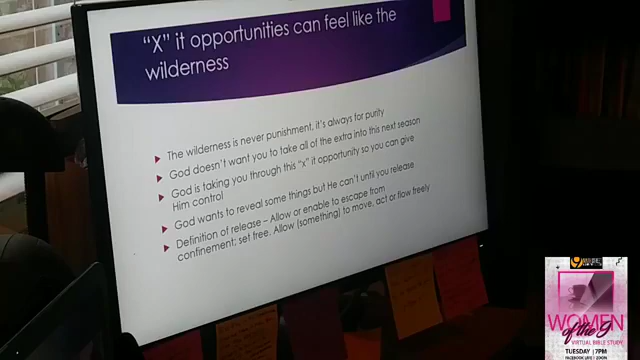 “X” it opportunities can feel like the
wilderness
The wilderness is never punishment, it's always for purity
God doesn't want you to take all of the extra into this next season
God is taking you through this “x” it opportunity so you can give
Him control
God wants to reveal some things but He can't until you release
Definition of release – Allow or enable to escape from
confinement; set free. Allow (something) to move, act or flow freely
WOMEN
of the 9
VIRTUAL BIBLE STUDY
TUESDAY | 7PM
FACEBOOK LIVE | ZOOM